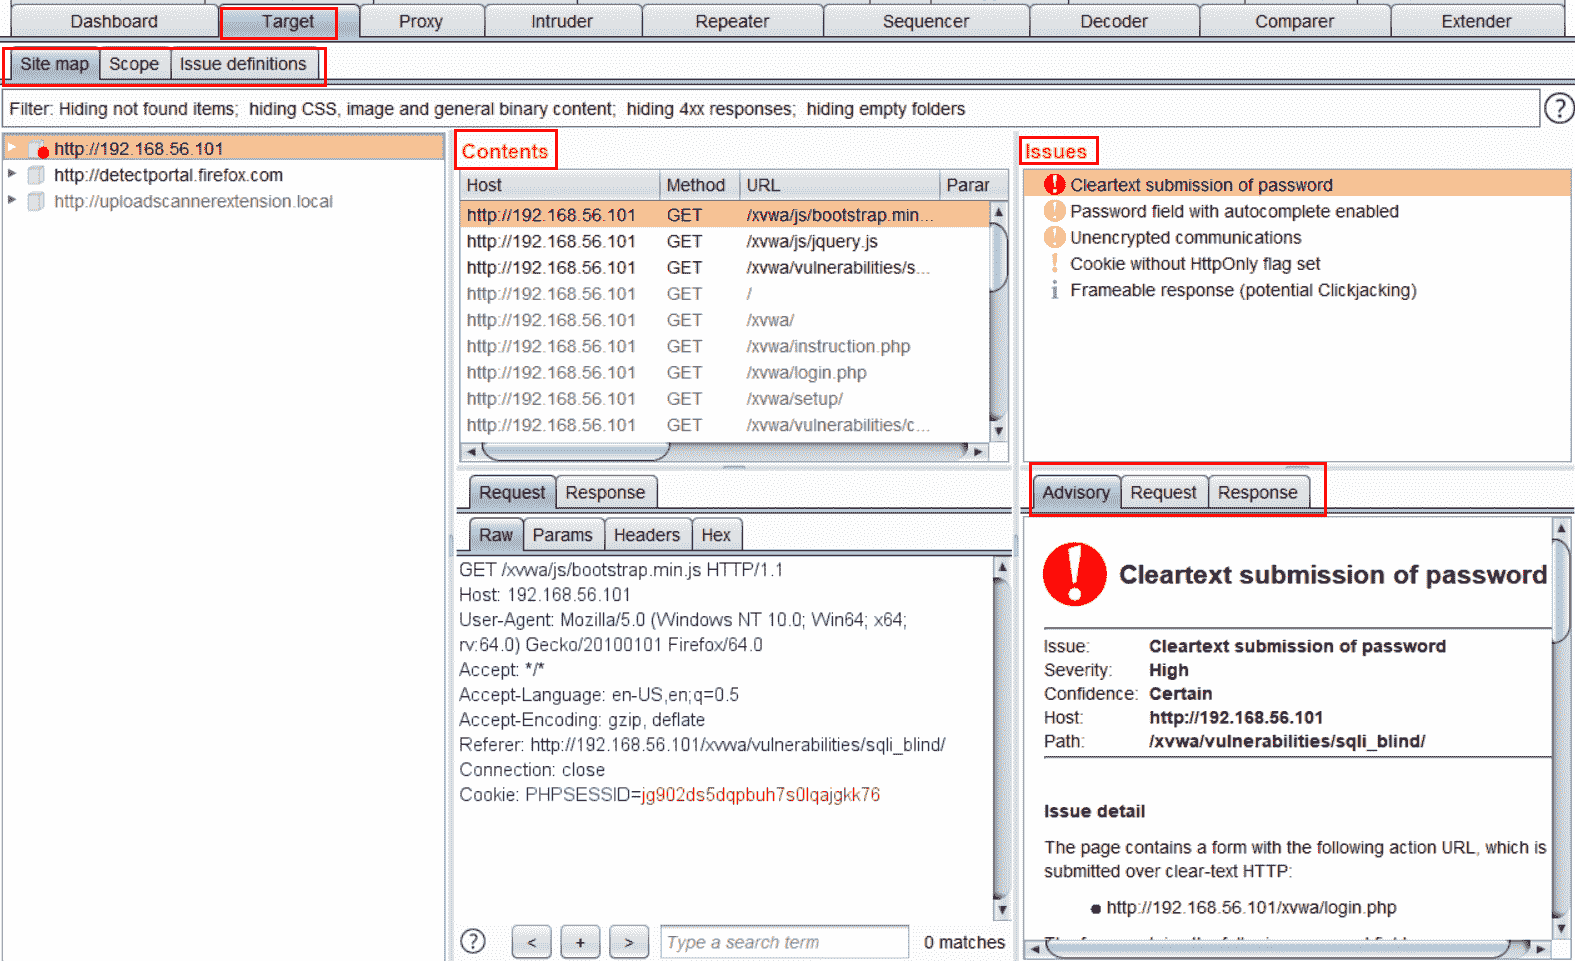 Dashboard Target Proxy Intruder Repeater Sequencer Decoder Comparer Extender
Site map Scope Issue definitions
Filter: Hiding not found items; hiding CSS, image and general binary content; hiding 4xx responses; hiding empty folders ?
http://192.168.56.101
http://detectportal.firefox.com
http://uploadscannerextension.local
Contents
Host Method URL Parar
http://192.168.56.101 GET /xvwa/js/bootstrap.min...
http://192.168.56.101 GET /xvwa/js/jquery.js
http://192.168.56.101 GET /xvwa/vulnerabilities/s...
http://192.168.56.101 GET /
http://192.168.56.101 GET /xvwa/
http://192.168.56.101 GET /xvwa/instruction.php
http://192.168.56.101 GET /xvwa/login.php
http://192.168.56.101 GET /xvwa/setup/
http://192.168.56.101 GET /xvwa/vulnerabilities/c...
Request Response
Raw Params Headers Hex
GET /xvwa/js/bootstrap.min.js HTTP/1.1
Host: 192.168.56.101
User-Agent: Mozilla/5.0 (Windows NT 10.0; Win64; x64;
rv:64.0) Gecko/20100101 Firefox/64.0
Accept: */*
Accept-Language: en-US,en;q=0.5
Accept-Encoding: gzip, deflate
Referer: http://192.168.56.101/xvwa/vulnerabilities/sqli_blind/
Connection: close
Cookie: PHPSESSID=jg902ds5dqpbuh7s0lqajgkk76
? < + > Type a search term 0 matches
Issues
Cleartext submission of password
Password field with autocomplete enabled
Unencrypted communications
Cookie without HttpOnly flag set
Frameable response (potential Clickjacking)
Advisory Request Response
Cleartext submission of password
Issue: Cleartext submission of password
Severity: High
Confidence: Certain
Host: http://192.168.56.101
Path: /xvwa/vulnerabilities/sqli_blind/
Issue detail
The page contains a form with the following action URL, which is
submitted over clear-text HTTP:
● http://192.168.56.101/xvwa/login.php